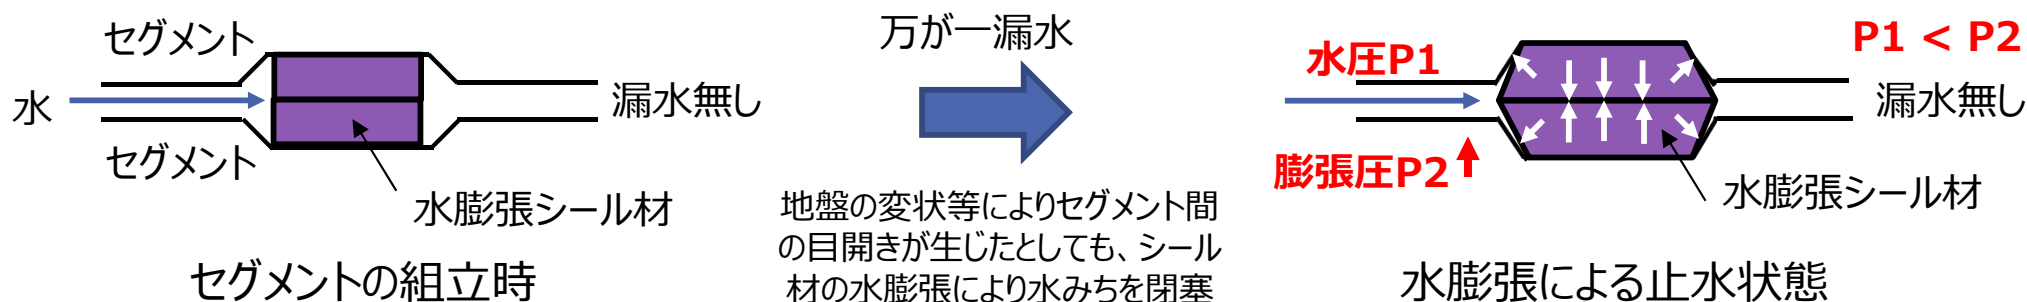 セグメント
水
漏水無し
セグメント
水膨張シール材
セグメントの組立時
万が一漏水
地盤の変状等によりセグメント間
の目開きが生じたとしても、シール
材の水膨張により水みちを閉塞
水圧P1
P1 < P2
漏水無し
膨張圧P2
水膨張シール材
水膨張による止水状態